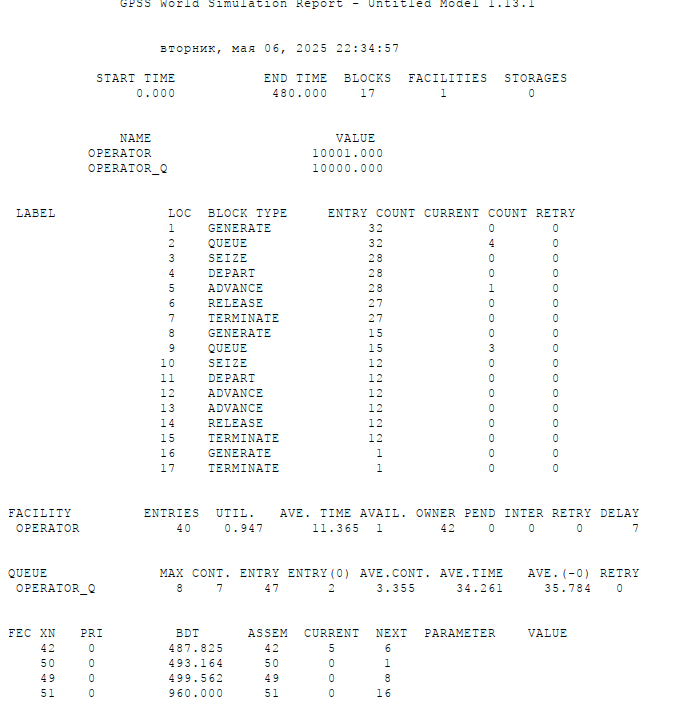 GPSS World Simulation Report - Untitled Model 1.13.1
вторник, мая 06, 2025 22:34:57
START TIME END TIME BLOCKS FACILITIES STORAGES
0.000 480.000 17 1 0
NAME VALUE
OPERATOR 10001.000
OPERATOR_Q 10000.000
LABEL LOC BLOCK TYPE ENTRY COUNT CURRENT COUNT RETRY
1 GENERATE 32 0 0
2 QUEUE 32 4 0
3 SEIZE 28 0 0
4 DEPART 28 0 0
5 ADVANCE 28 1 0
6 RELEASE 27 0 0
7 TERMINATE 27 0 0
8 GENERATE 15 0 0
9 QUEUE 15 3 0
10 SEIZE 12 0 0
11 DEPART 12 0 0
12 ADVANCE 12 0 0
13 ADVANCE 12 0 0
14 RELEASE 12 0 0
15 TERMINATE 12 0 0
16 GENERATE 1 0 0
17 TERMINATE 1 0 0
FACILITY ENTRIES UTIL. AVE. TIME AVAIL. OWNER PEND INTER RETRY DELAY
OPERATOR 40 0.947 11.365 1 42 0 0 0 7
QUEUE MAX CONT. ENTRY ENTRY(0) AVE.CONT. AVE.TIME AVE.(-0) RETRY
OPERATOR_Q 8 7 47 2 3.355 34.261 35.784 0
FEC XN PRI BDT ASSEM CURRENT NEXT PARAMETER VALUE
42 0 487.825 42 5 6
50 0 493.164 50 0 1
49 0 499.562 49 0 8
51 0 960.000 51 0 16